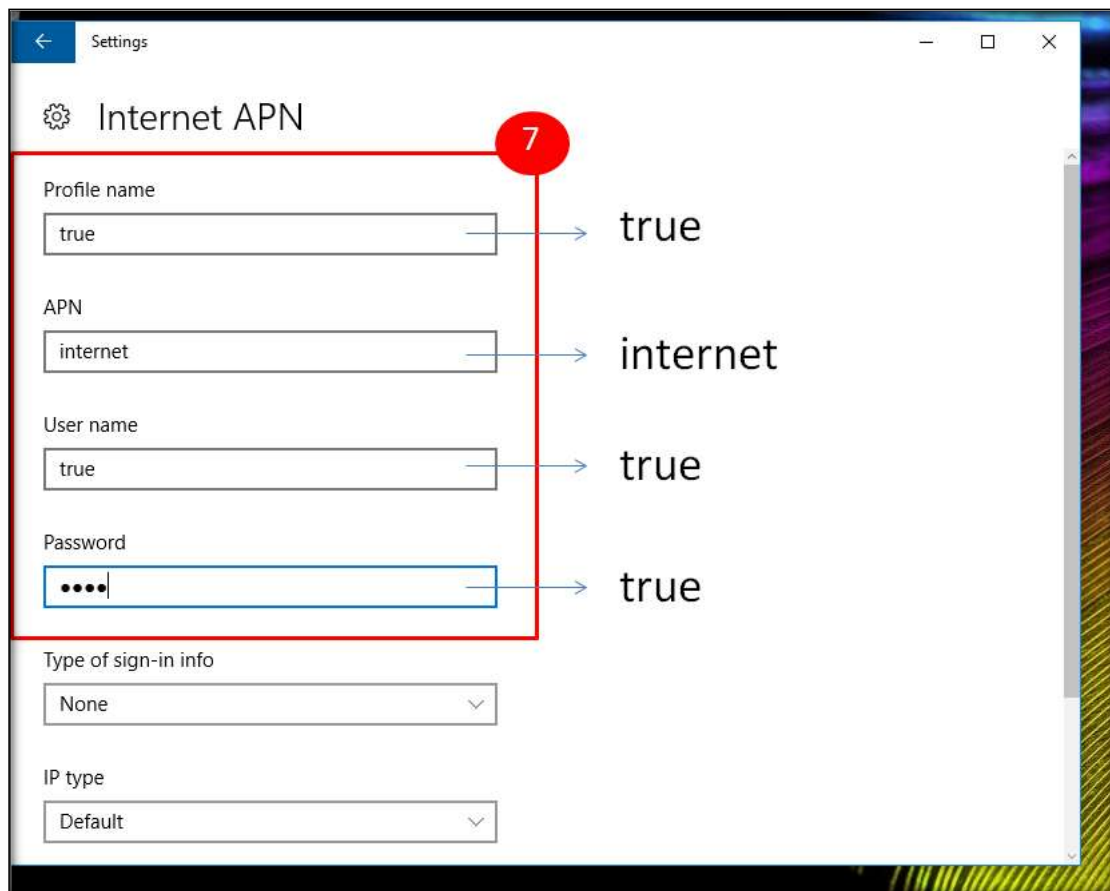 Settings
Internet APN
7
Profile name
true
true
APN
internet
internet
User name
true
true
Password
••••
true
Type of sign-in info
None
IP type
Default